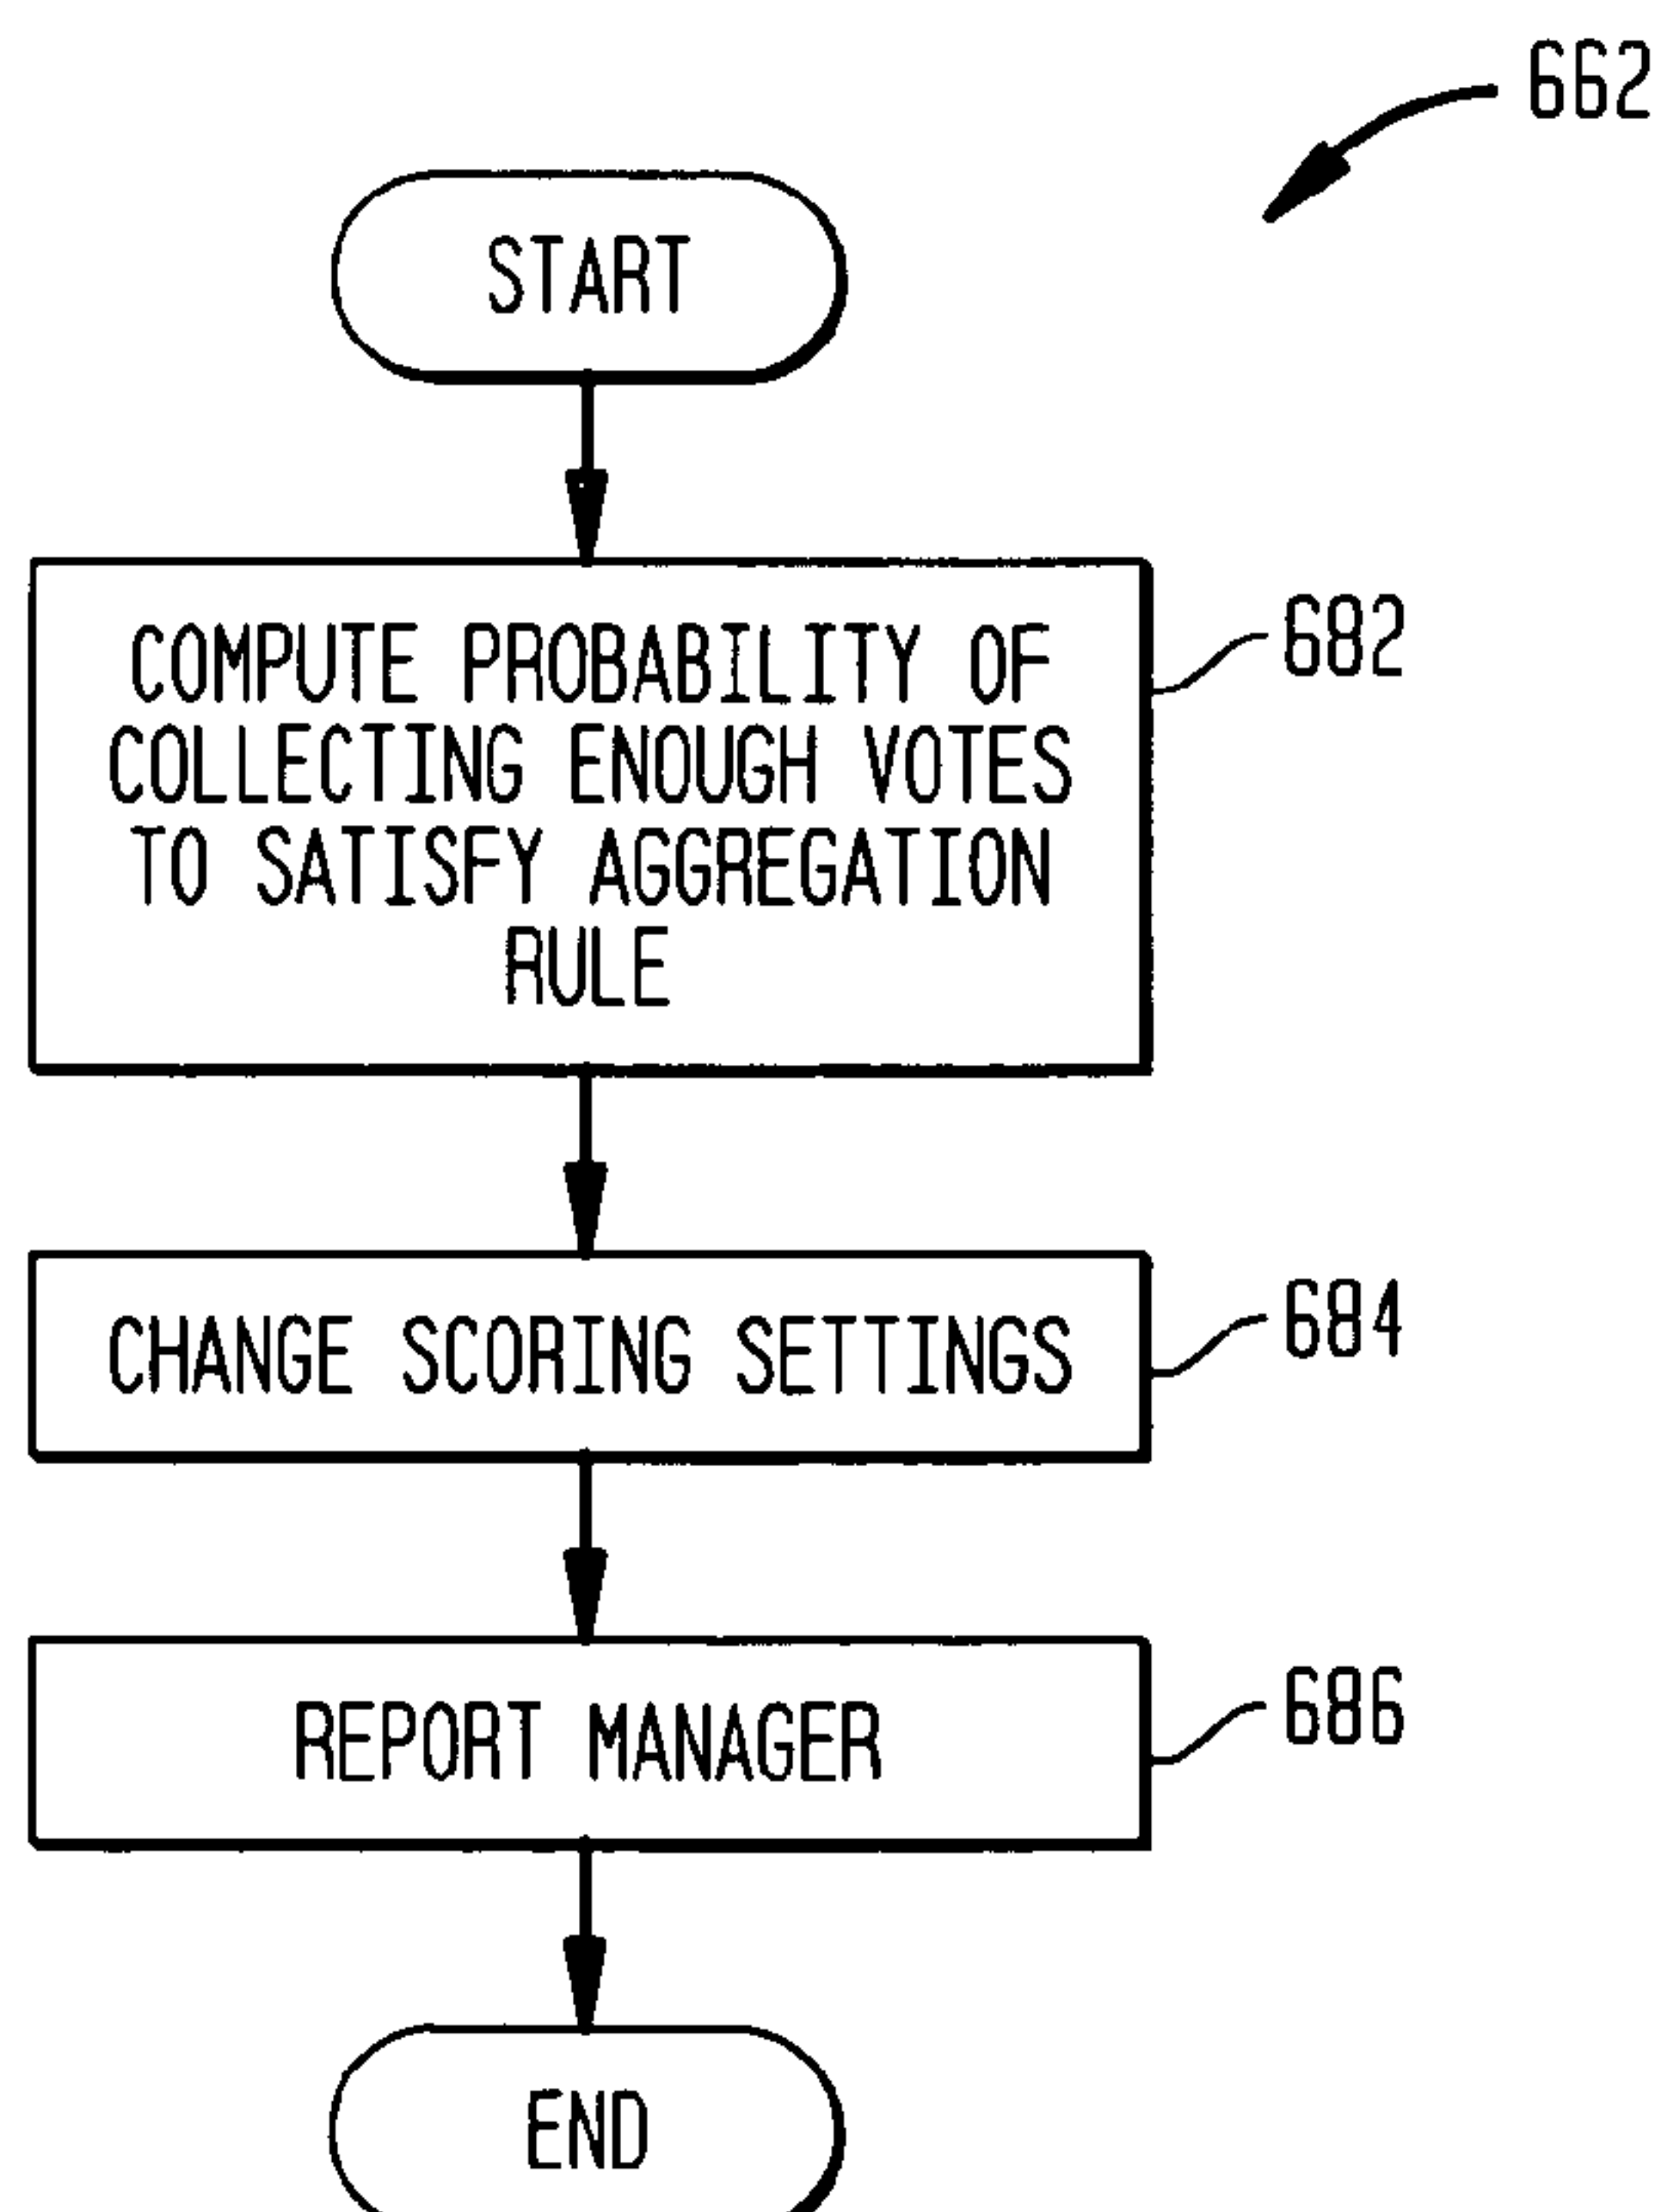 662
START
COMPUTE PROBABILITY OF
COLLECTING ENOUGH VOTES
TO SATISFY AGGREGATION
RULE
682
CHANGE SCORING SETTINGS
684
REPORT MANAGER
686
END